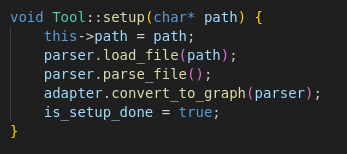 void Tool::setup(char* path) {
    this->path = path;
    parser.load_file(path);
    parser.parse_file();
    adapter.convert_to_graph(parser);
    is_setup_done = true;
}